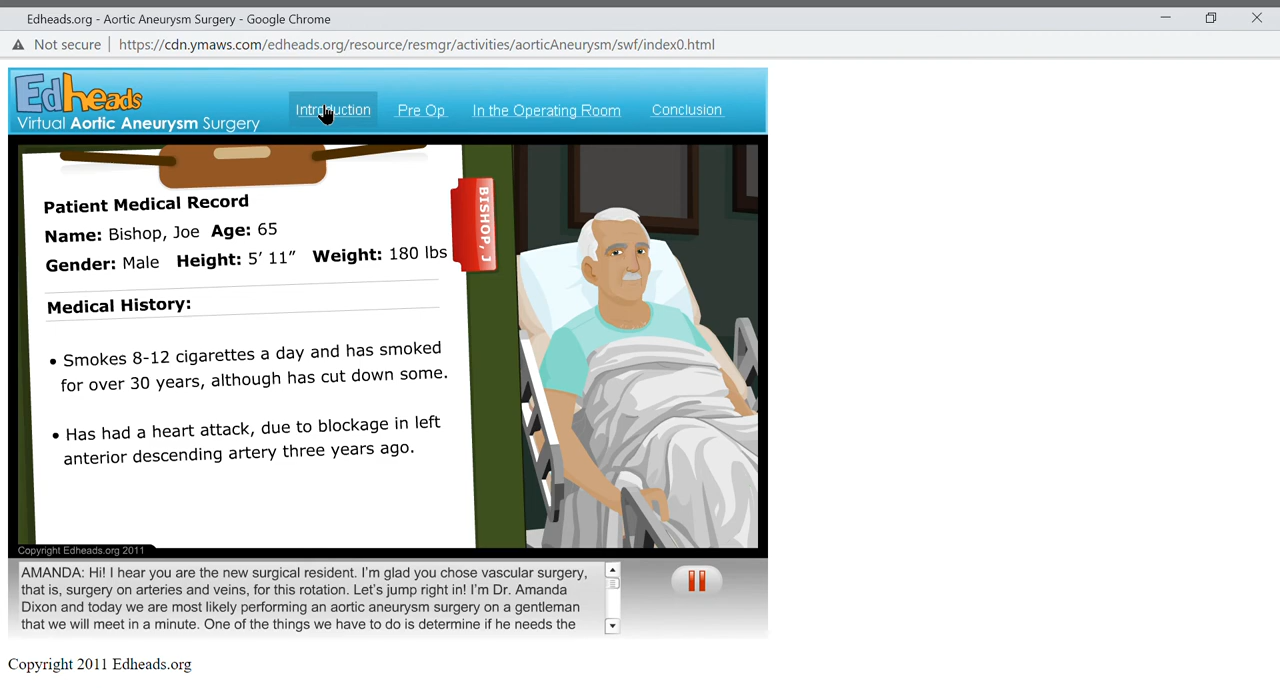 Edheads.org - Aortic Aneurysm Surgery - Google Chrome
Not secure | https://cdn.ymaws.com/edheads.org/resource/resmgr/activities/aorticAneurysm/swf/index0.html
Edheads
Virtual Aortic Aneurysm Surgery
Introduction Pre Op In the Operating Room Conclusion
Patient Medical Record
Name: Bishop, Joe Age: 65
Gender: Male Height: 5’ 11” Weight: 180 lbs
BISHOP, J
Medical History:
• Smokes 8-12 cigarettes a day and has smoked
for over 30 years, although has cut down some.
• Has had a heart attack, due to blockage in left
anterior descending artery three years ago.
Copyright Edheads.org 2011
AMANDA: Hi! I hear you are the new surgical resident. I'm glad you chose vascular surgery,
that is, surgery on arteries and veins, for this rotation. Let's jump right in! I'm Dr. Amanda
Dixon and today we are most likely performing an aortic aneurysm surgery on a gentleman
that we will meet in a minute. One of the things we have to do is determine if he needs the
Copyright 2011 Edheads.org